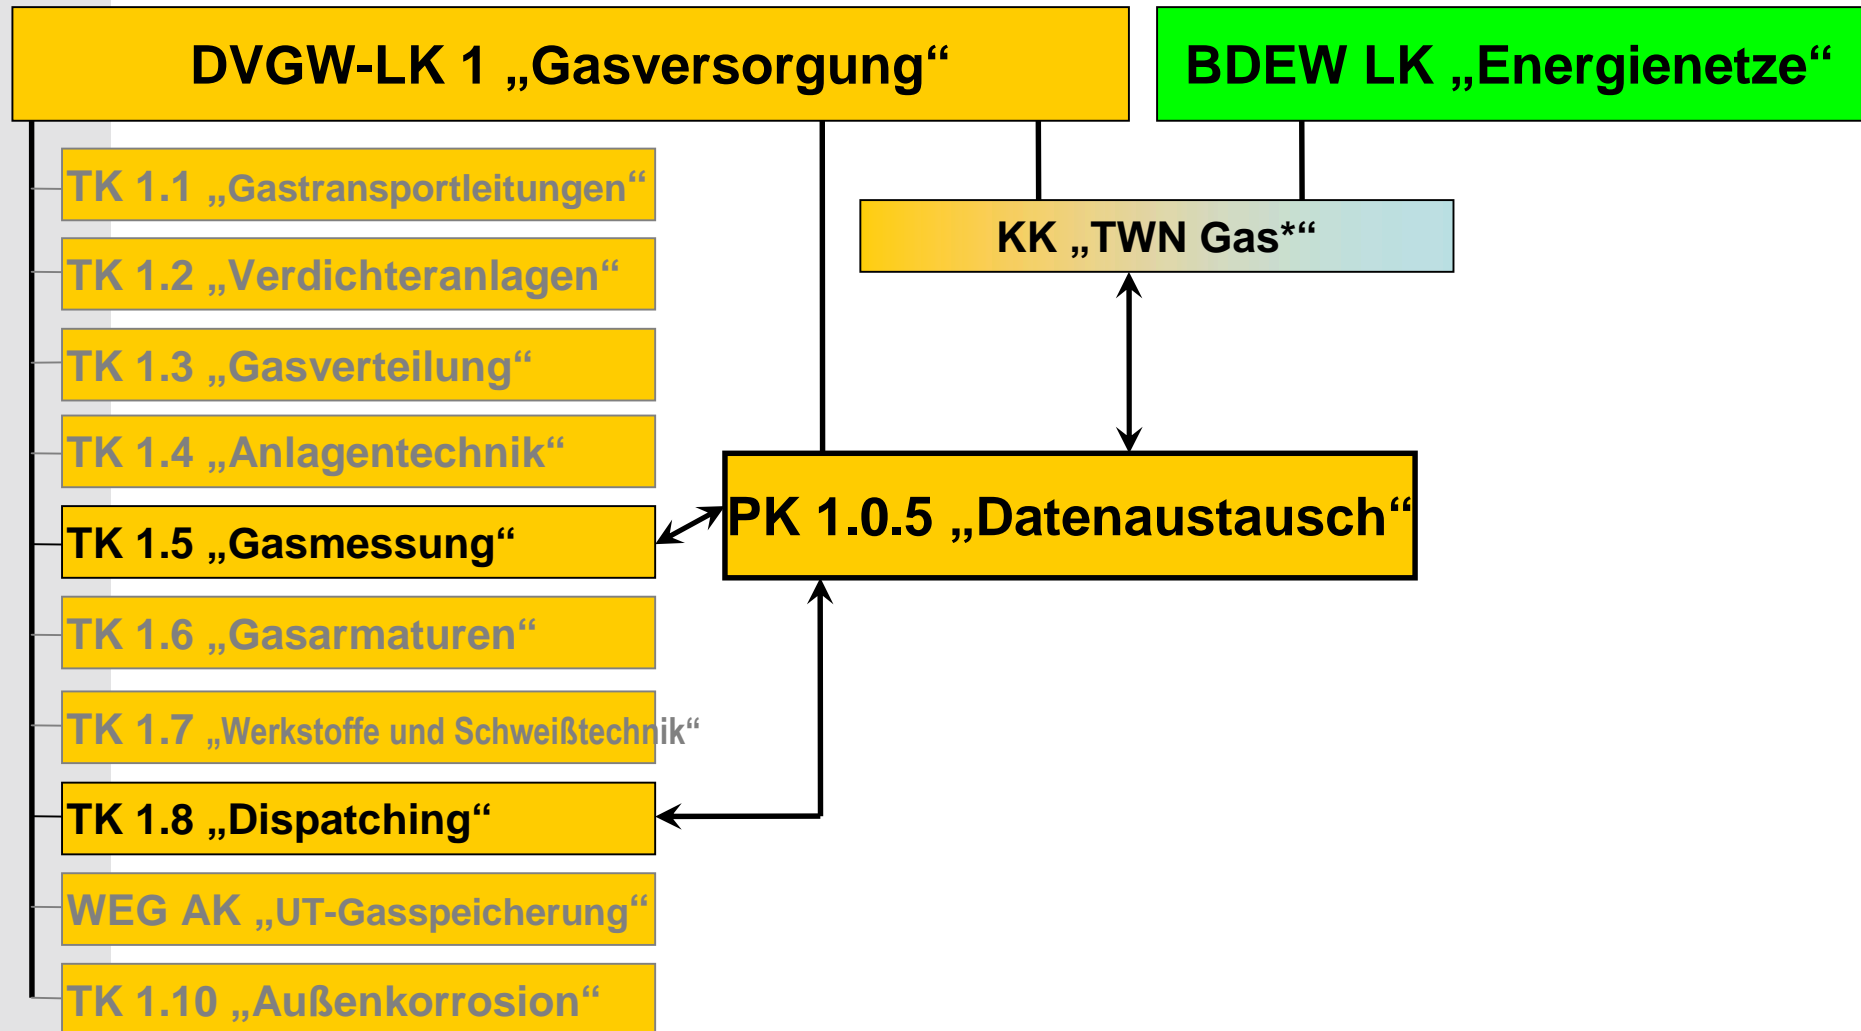 DVGW-LK 1 „Gasversorgung“
BDEW LK „Energienetze“
TK 1.1 „Gastransportleitungen“
KK „TWN Gas*“
TK 1.2 „Verdichteranlagen“
TK 1.3 „Gasverteilung“
TK 1.4 „Anlagentechnik“
PK 1.0.5 „Datenaustausch“
TK 1.5 „Gasmessung“
TK 1.6 „Gasarmaturen“
TK 1.7 „Werkstoffe und Schweißtechnik“
TK 1.8 „Dispatching“
WEG AK „UT-Gasspeicherung“
TK 1.10 „Außenkorrosion“